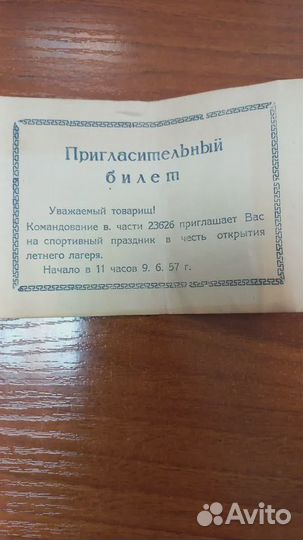 Пригласительный
билет
Уважаемый товарищ!
Командование в. части 23626 приглашает Вас
на спортивный праздник в честь открытия
летнего лагеря.
Начало в 11 часов 9. 6. 57 г.
Avito